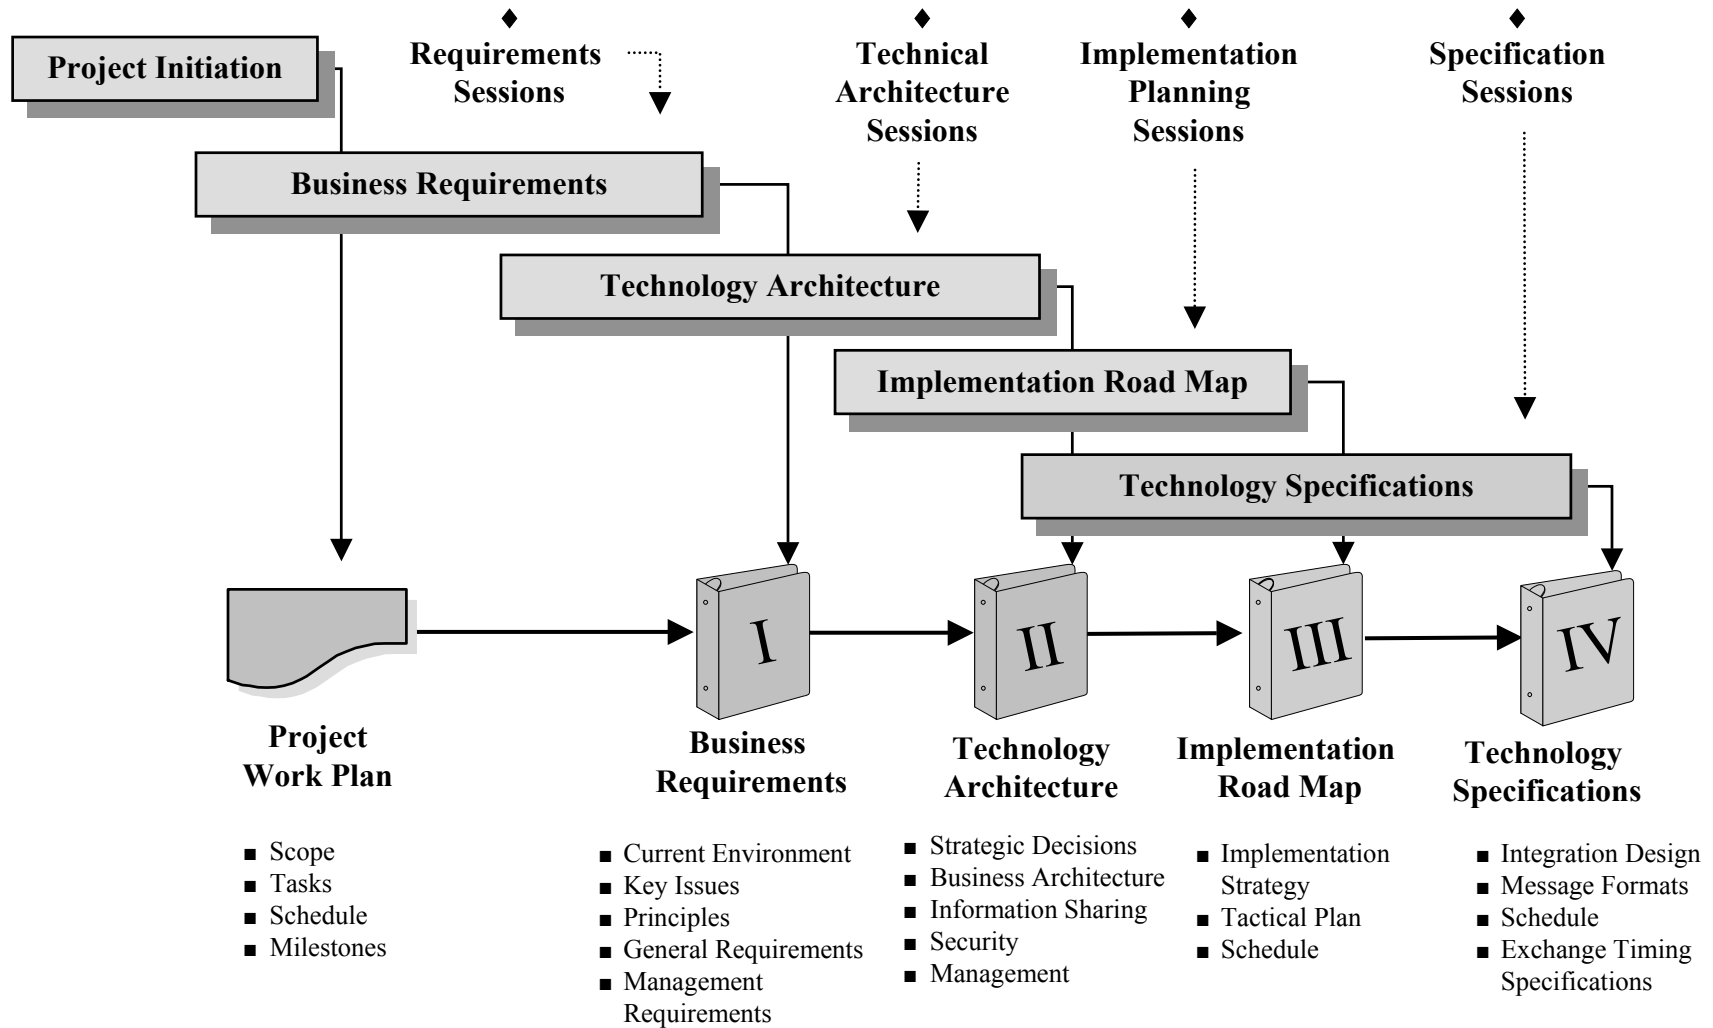 Project Initiation
Requirements
Sessions
Technical
Architecture
Sessions
Implementation
Planning
Sessions
Specification
Sessions
Business Requirements
Technology Architecture
Implementation Road Map
Technology Specifications
I
II
III
IV
Project
Work Plan
Business
Requirements
Technology
Architecture
Implementation
Road Map
Technology
Specifications
■ Scope
■ Tasks
■ Schedule
■ Milestones
■ Current Environment
■ Key Issues
■ Principles
■ General Requirements
■ Management
Requirements
■ Strategic Decisions
■ Business Architecture
■ Information Sharing
■ Security
■ Management
■ Implementation
Strategy
■ Tactical Plan
■ Schedule
■ Integration Design
■ Message Formats
■ Schedule
■ Exchange Timing
Specifications